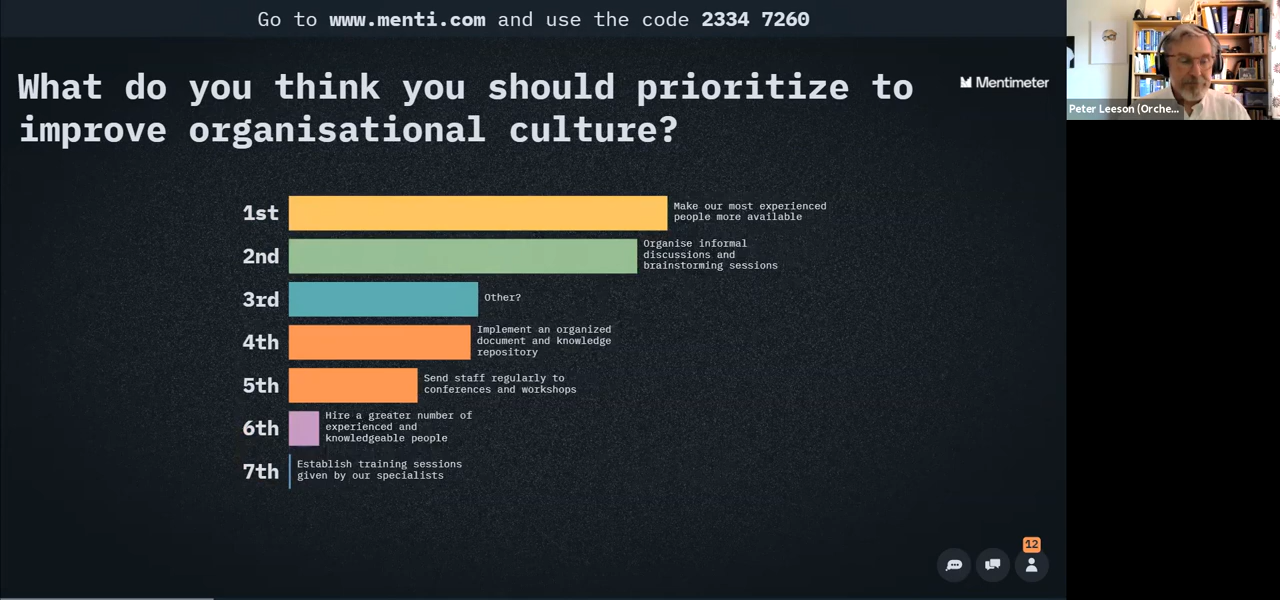 Go to www.menti.com and use the code 2334 7260
What do you think you should prioritize to
improve organisational culture?
Mentimeter
Peter Leeson (Orche...
1st
Make our most experienced
people more available
2nd
Organise informal
discussions and
brainstorming sessions
3rd
Other?
4th
Implement an organized
document and knowledge
repository
5th
Send staff regularly to
conferences and workshops
6th
Hire a greater number of
experienced and
knowledgeable people
7th
Establish training sessions
given by our specialists
12